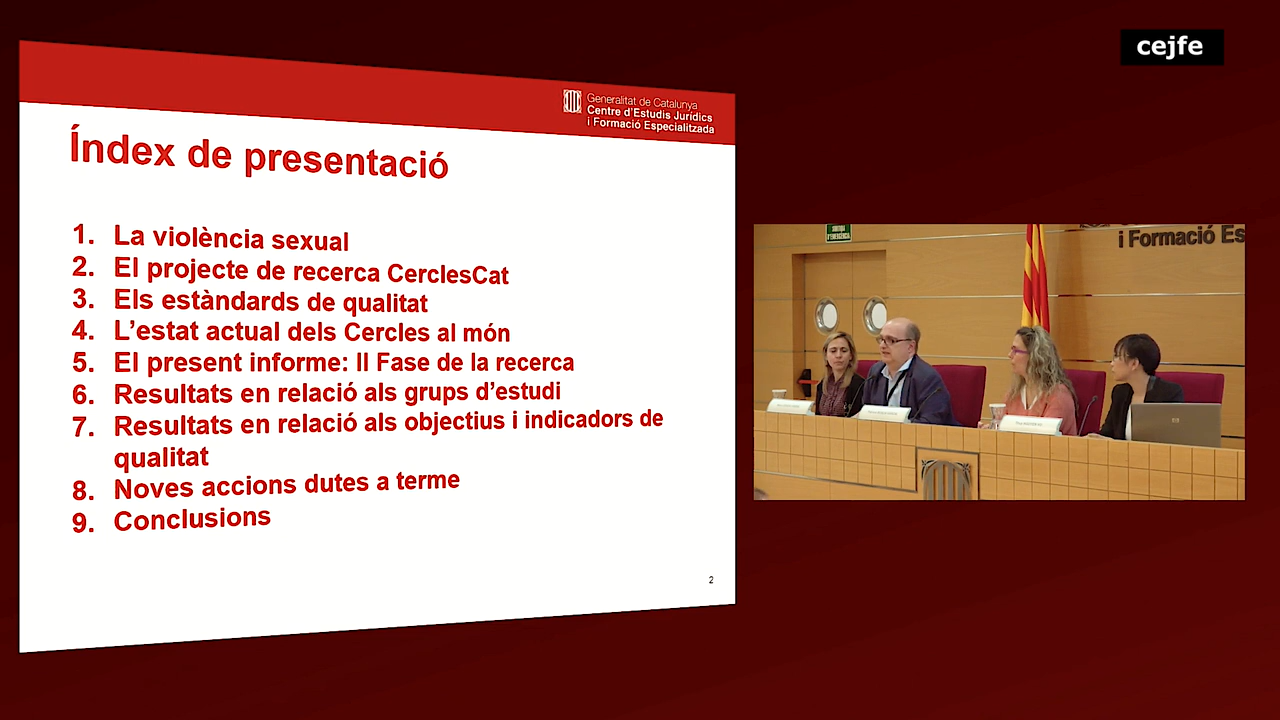 cejfe
Generalitat de Catalunya
Centre d'Estudis Jurídics
i Formació Especialitzada
Índex de presentació
1. La violència sexual
2. El projecte de recerca CerclesCat
3. Els estàndards de qualitat
4. L'estat actual dels Cercles al món
5. El present informe: II Fase de la recerca
6. Resultats en relació als grups d'estudi
7. Resultats en relació als objectius i indicadors de
qualitat
8. Noves accions dutes a terme
9. Conclusions
2
i Formació Es